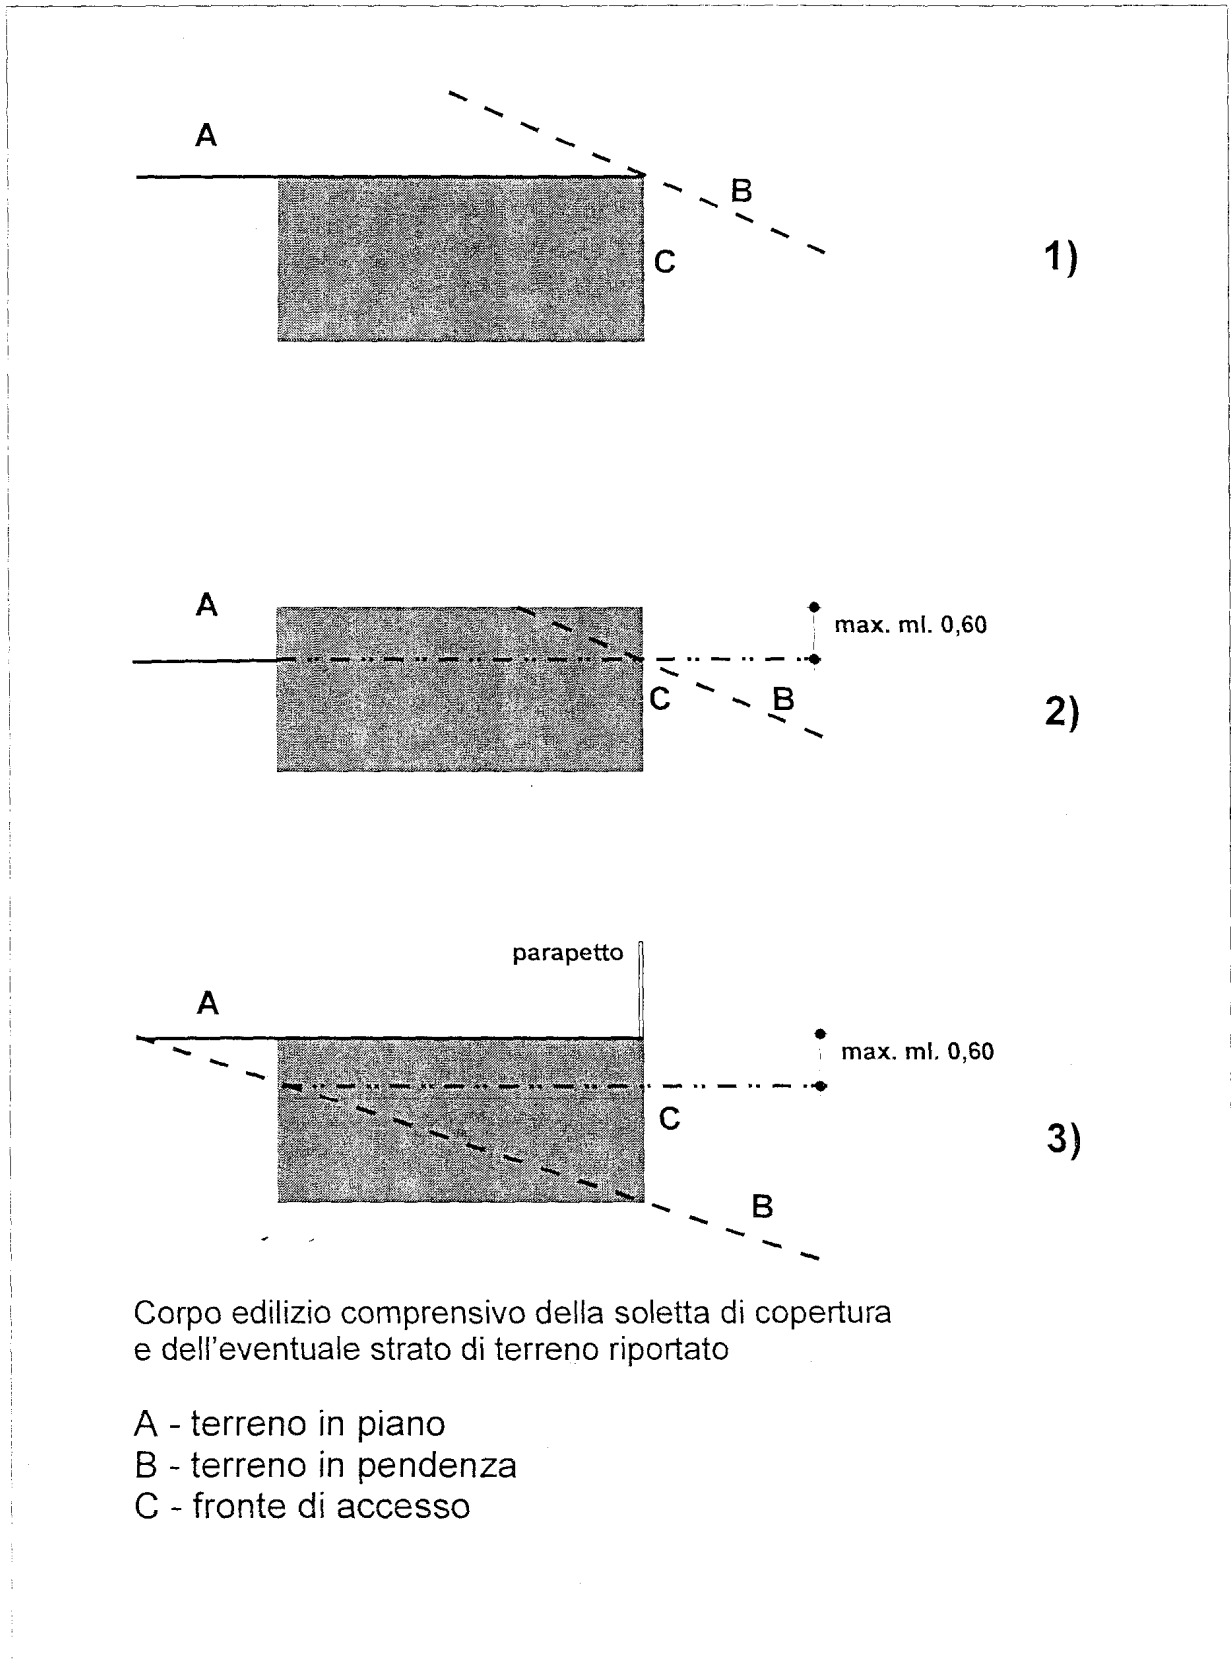 A
B
C
1)
A
max. ml. 0,60
C
B
2)
parapetto
A
max. ml. 0,60
C
3)
B
Corpo edilizio comprensivo della soletta di copertura
e dell'eventuale strato di terreno riportato
A - terreno in piano
B - terreno in pendenza
C - fronte di accesso